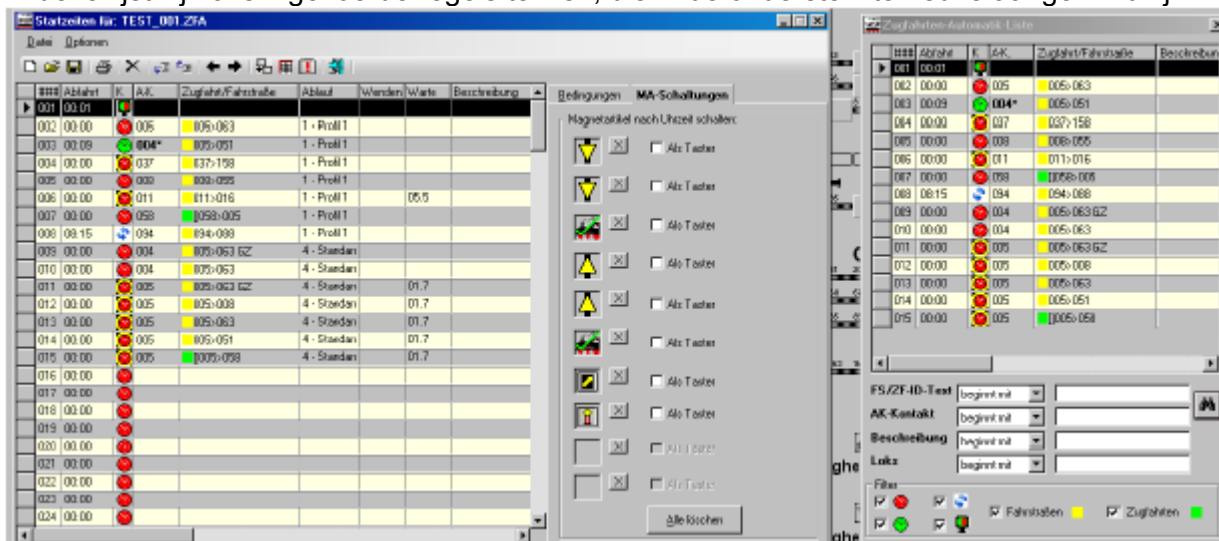 Startzeiten für: TEST_001.ZFA
Datei Optionen
### Abfahrt K. A-K. Zugfahrt/Fahrstraße Ablauf Wenden Warte Beschreibung
001 00:01
002 00:00 005 005>063 1 - Profil 1
003 00:09 004* 005>051 1 - Profil 1
004 00:00 037 037>158 1 - Profil 1
005 00:00 008 008>055 1 - Profil 1
006 00:00 011 011>016 1 - Profil 1 05.5
007 00:00 058 []058>005 1 - Profil 1
008 08:15 094 094>088 1 - Profil 1
009 00:00 004 005>063 GZ 4 - Standar
010 00:00 004 005>063 4 - Standar
011 00:00 005 005>063 GZ 4 - Standar 01.7
012 00:00 005 005>008 4 - Standar 01.7
013 00:00 005 005>063 4 - Standar 01.7
014 00:00 005 005>051 4 - Standar 01.7
015 00:00 005 []005>058 4 - Standar 01.7
016 00:00
017 00:00
018 00:00
019 00:00
020 00:00
021 00:00
022 00:00
023 00:00
024 00:00
Bedingungen MA-Schaltungen
Magnetartikel nach Uhrzeit schalten:
Als Taster
Als Taster
Als Taster
Als Taster
Als Taster
Als Taster
Als Taster
Als Taster
Als Taster
Als Taster
Alle löschen
Zugfahrten-Automatik-Liste
### Abfahrt K. A-K. Zugfahrt/Fahrstraße Beschreibun
001 00:01
002 00:00 005 005>063
003 00:09 004* 005>051
004 00:00 037 037>158
005 00:00 008 008>055
006 00:00 011 011>016
007 00:00 058 []058>005
008 08:15 094 094>088
009 00:00 004 005>063 GZ
010 00:00 004 005>063
011 00:00 005 005>063 GZ
012 00:00 005 005>008
013 00:00 005 005>063
014 00:00 005 005>051
015 00:00 005 []005>058
FS/ZF-ID-Text beginnt mit
AK-Kontakt beginnt mit
Beschreibung beginnt mit
Loks beginnt mit
Filter
Fahrstraßen Zugfahrten
ghe
ghe